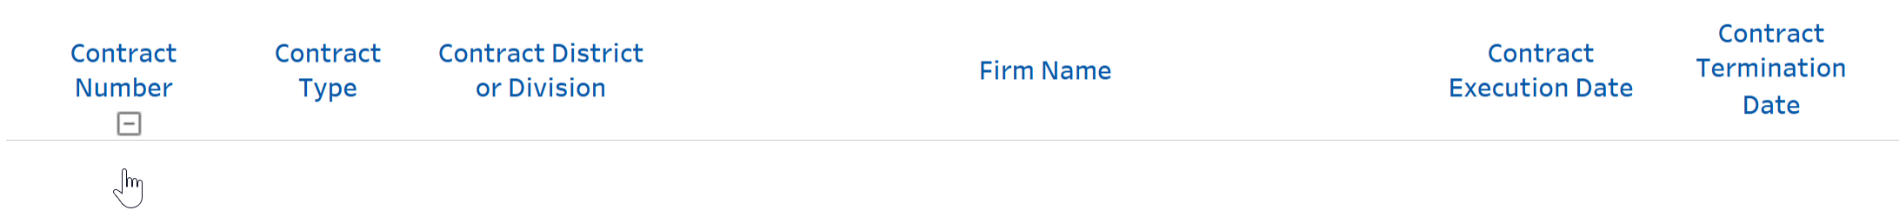 Contract
Number
Contract
Type
Contract District
or Division
Firm Name
Contract
Execution Date
Contract
Termination
Date